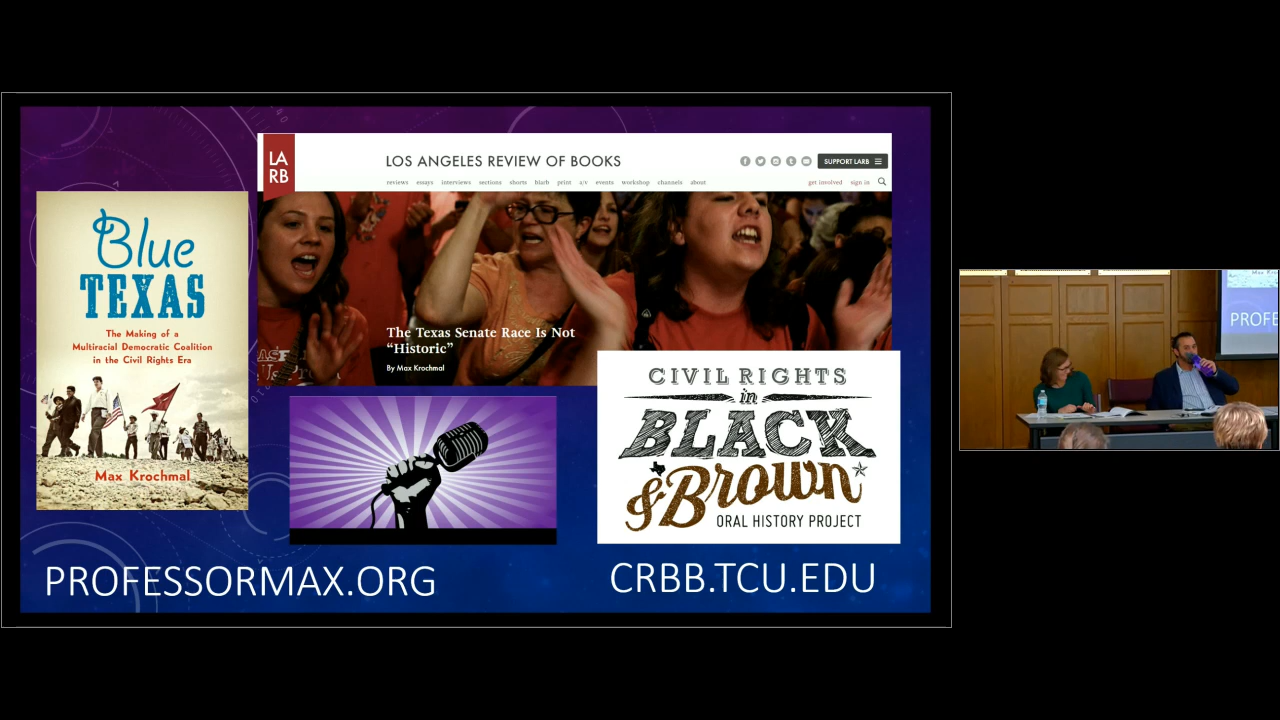 LA
RB
LOS ANGELES REVIEW OF BOOKS
SUPPORT LARB
reviews essays interviews sections shorts blarb print a/v events workshop channels about
get involved sign in
Blue
TEXAS
The Making of a
Multiracial Democratic Coalition
in the Civil Rights Era
Max Krochmal
The Texas Senate Race Is Not
“Historic”
By Max Krochmal
CIVIL RIGHTS
in
BLACK
&Brown
ORAL HISTORY PROJECT
PROFESSORMAX.ORG
CRBB.TCU.EDU
PROFE